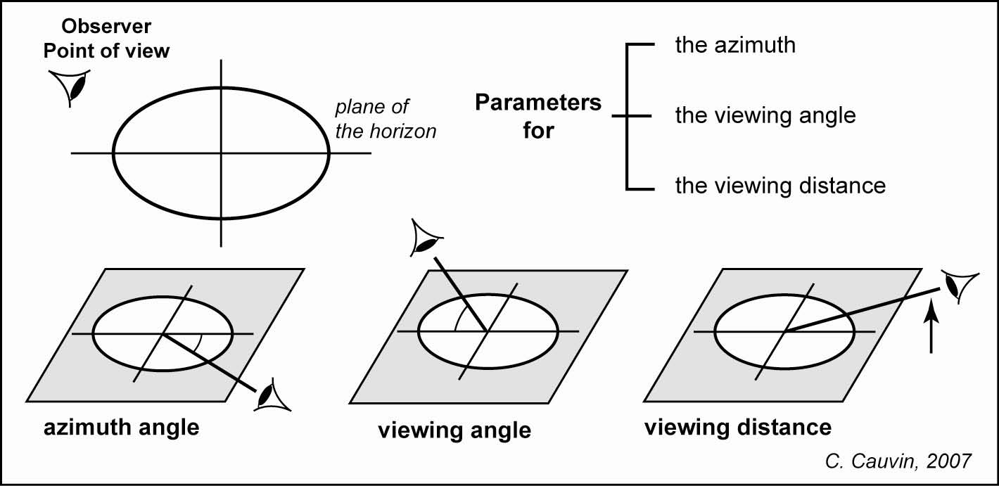 Observer
Point of view
plane of
the horizon
Parameters
for
the azimuth
the viewing angle
the viewing distance
azimuth angle
viewing angle
viewing distance
C. Cauvin, 2007